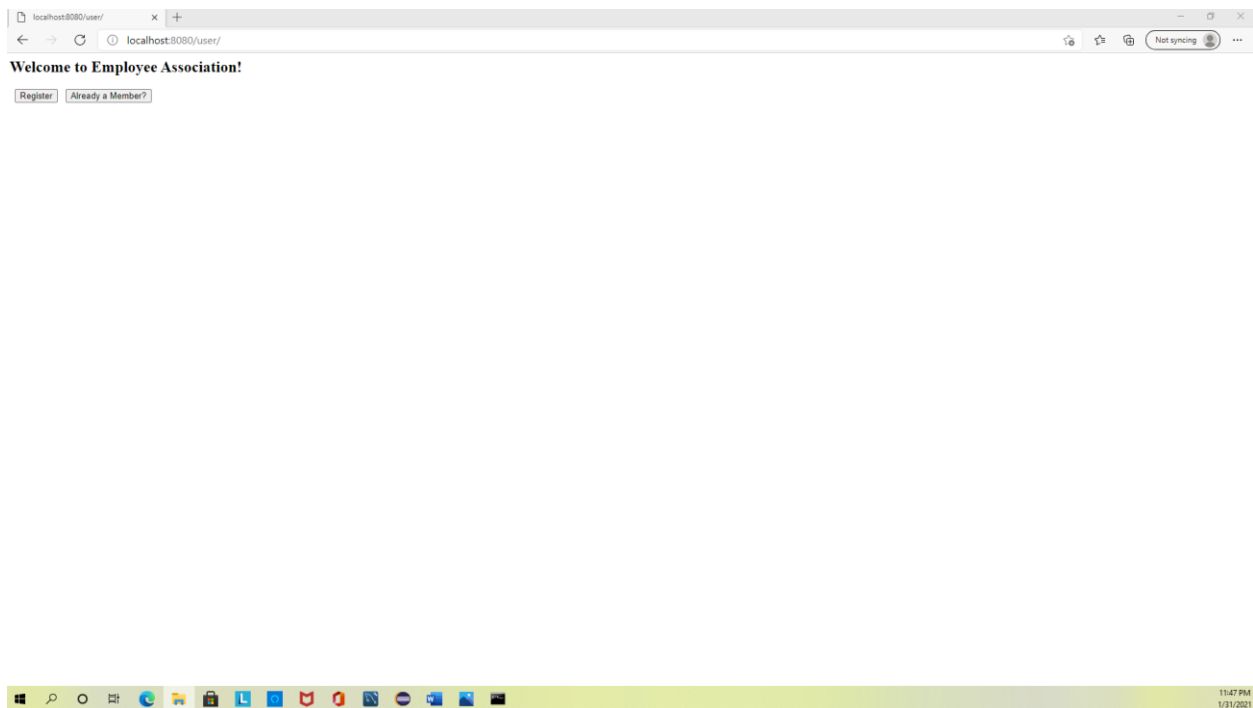 localhost:8080/user/
localhost:8080/user/
Not syncing
Welcome to Employee Association!
Register Already a Member?
11:47 PM
1/31/2021